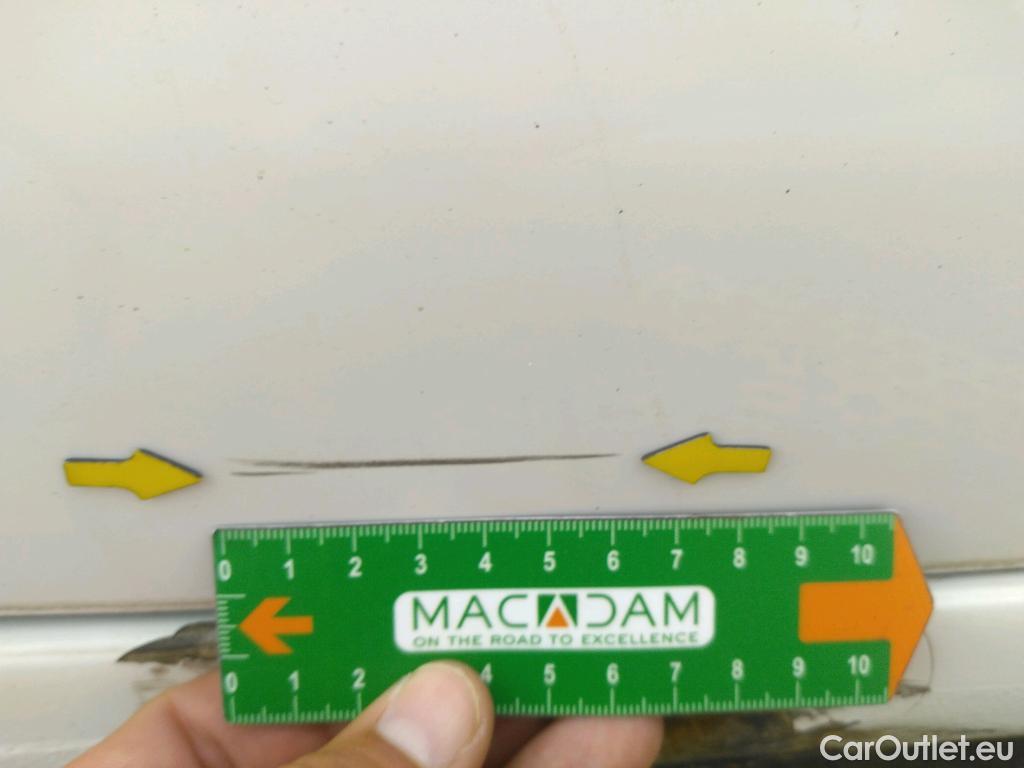 0 1 2 3 4 5 6 7 8 9 10
MACADAM
ON THE ROAD TO EXCELLENCE
0 1 2 4 5 6 7 8 9 10
CarOutlet.eu